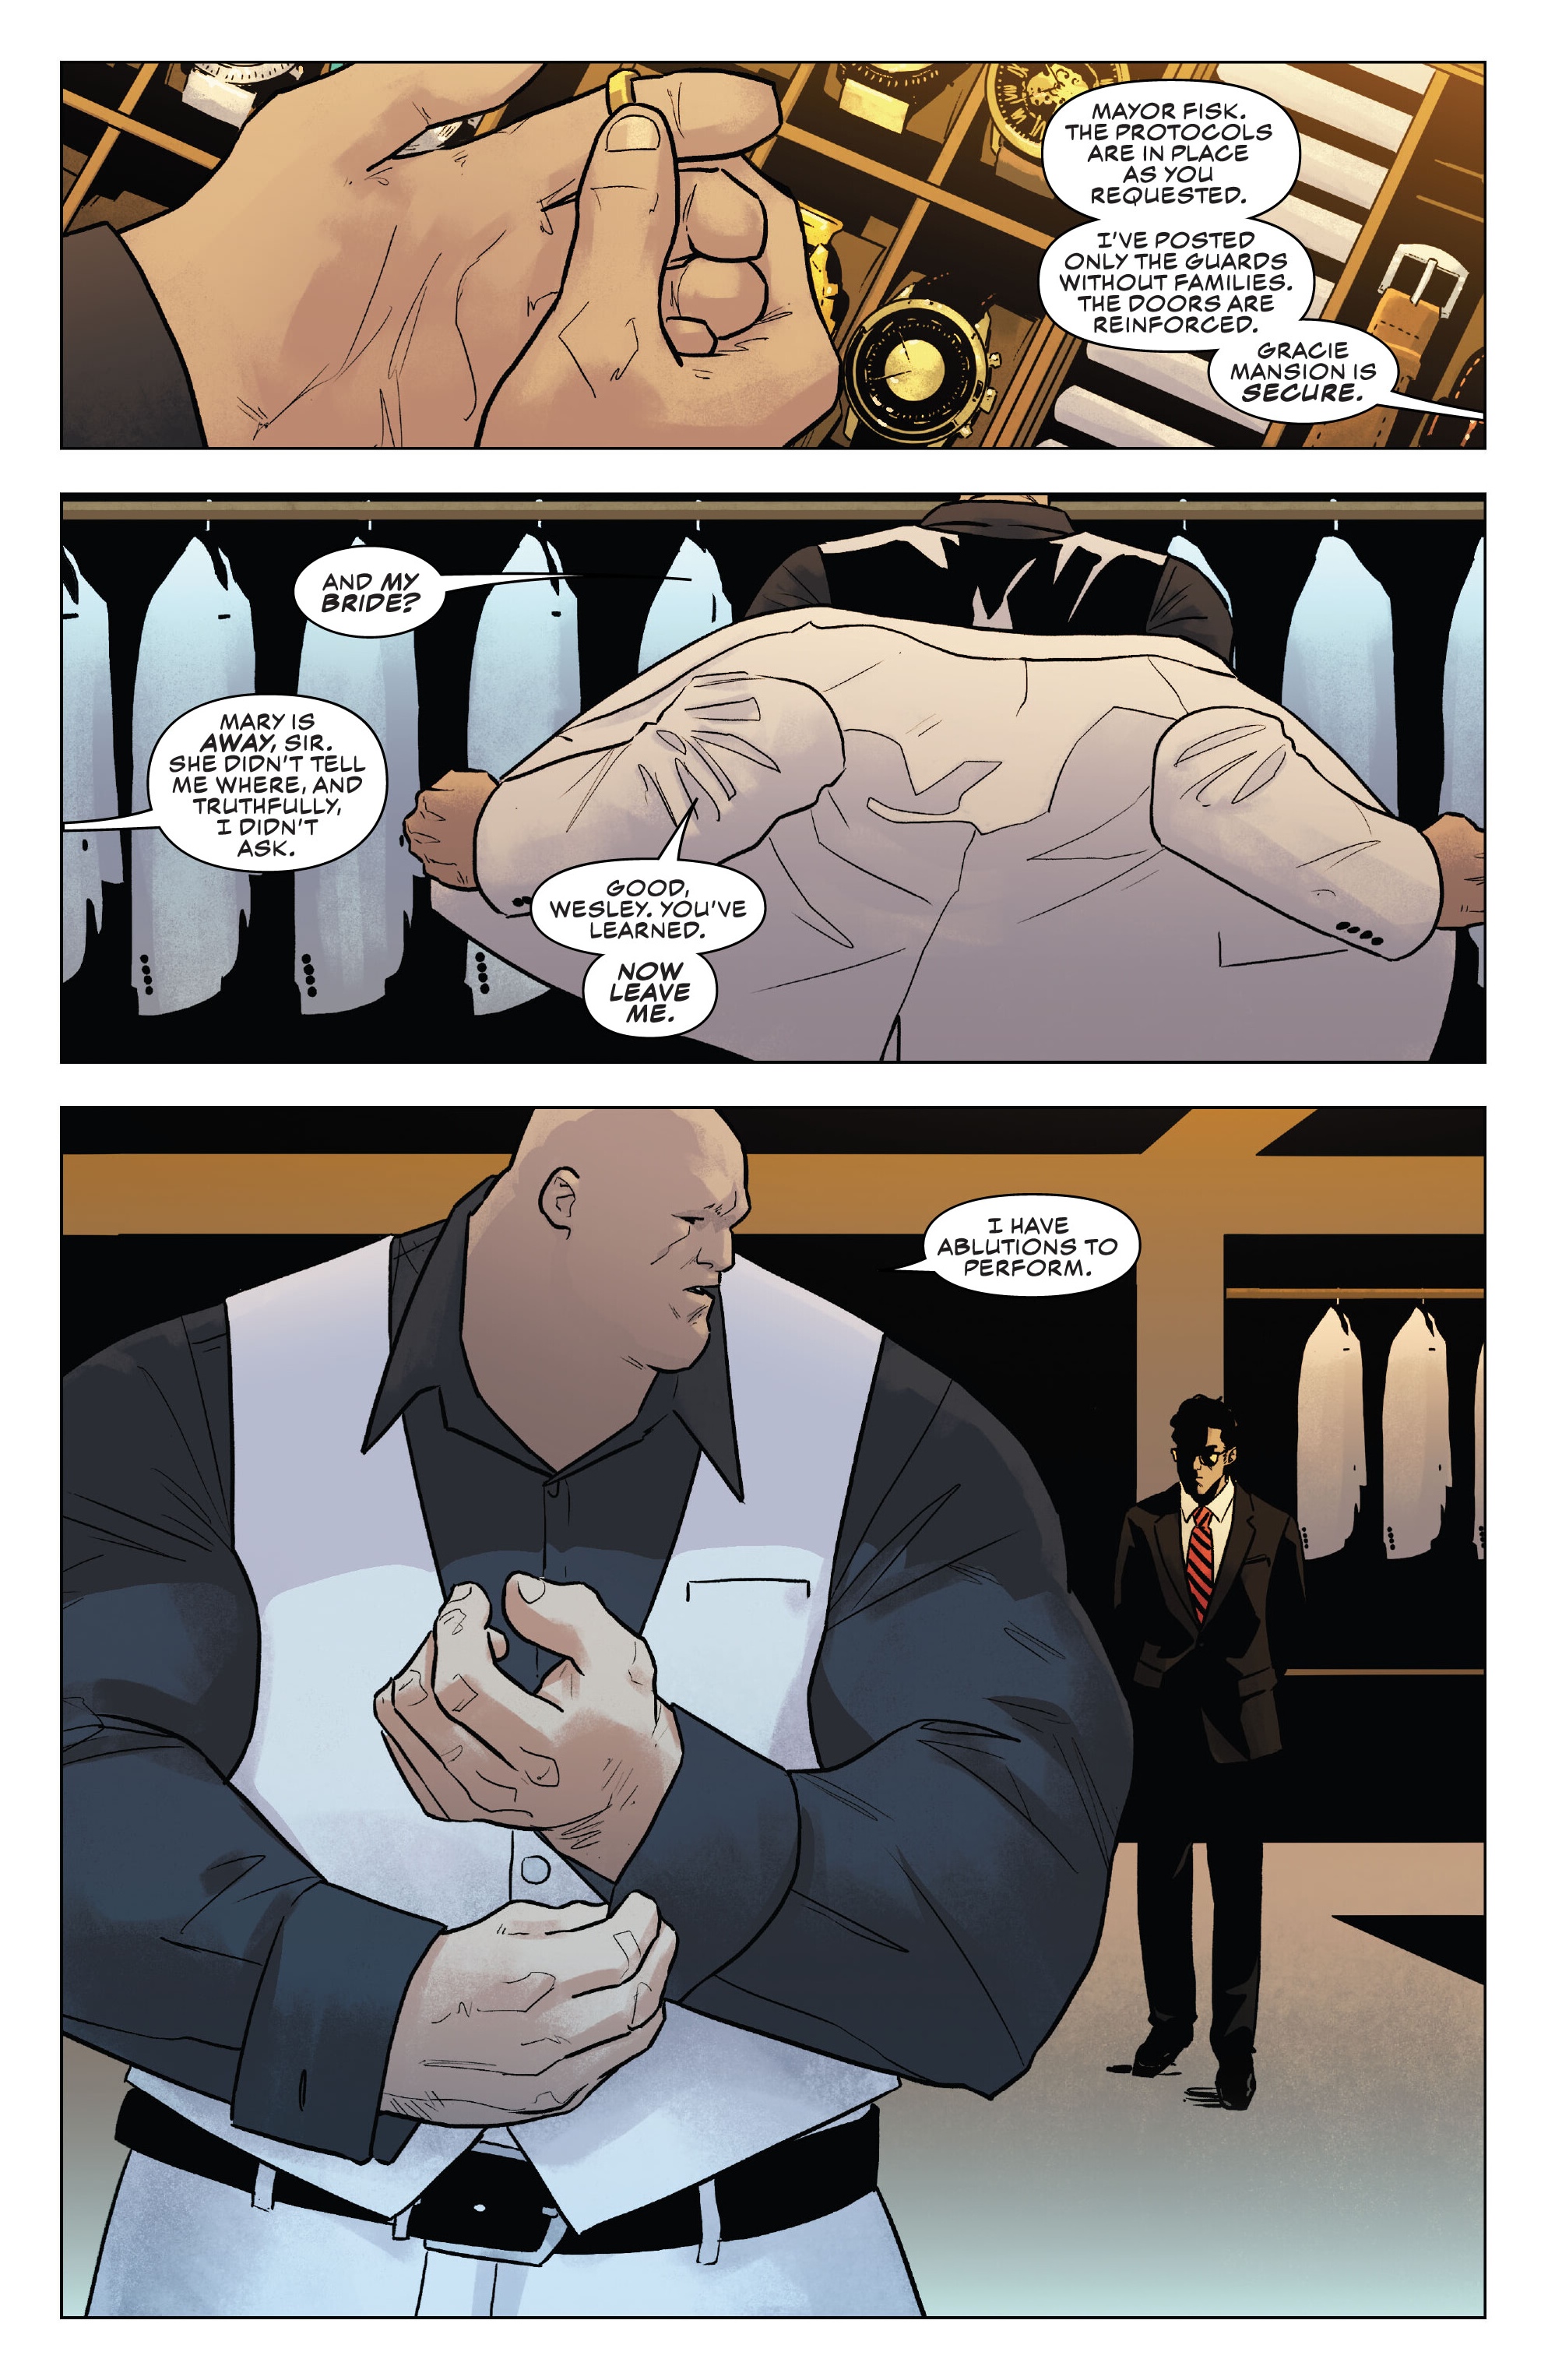 MAYOR FISK.
THE PROTOCOLS
ARE IN PLACE
AS YOU
REQUESTED.
I'VE POSTED
ONLY THE GUARDS
WITHOUT FAMILIES.
THE DOORS ARE
REINFORCED.
GRACIE
MANSION IS
SECURE.
AND MY
BRIDE?
MARY IS
AWAY, SIR.
SHE DIDN'T TELL
ME WHERE, AND
TRUTHFULLY,
I DIDN'T
ASK.
GOOD,
WESLEY. YOU'VE
LEARNED.
NOW
LEAVE
ME.
I HAVE
ABLUTIONS TO
PERFORM.